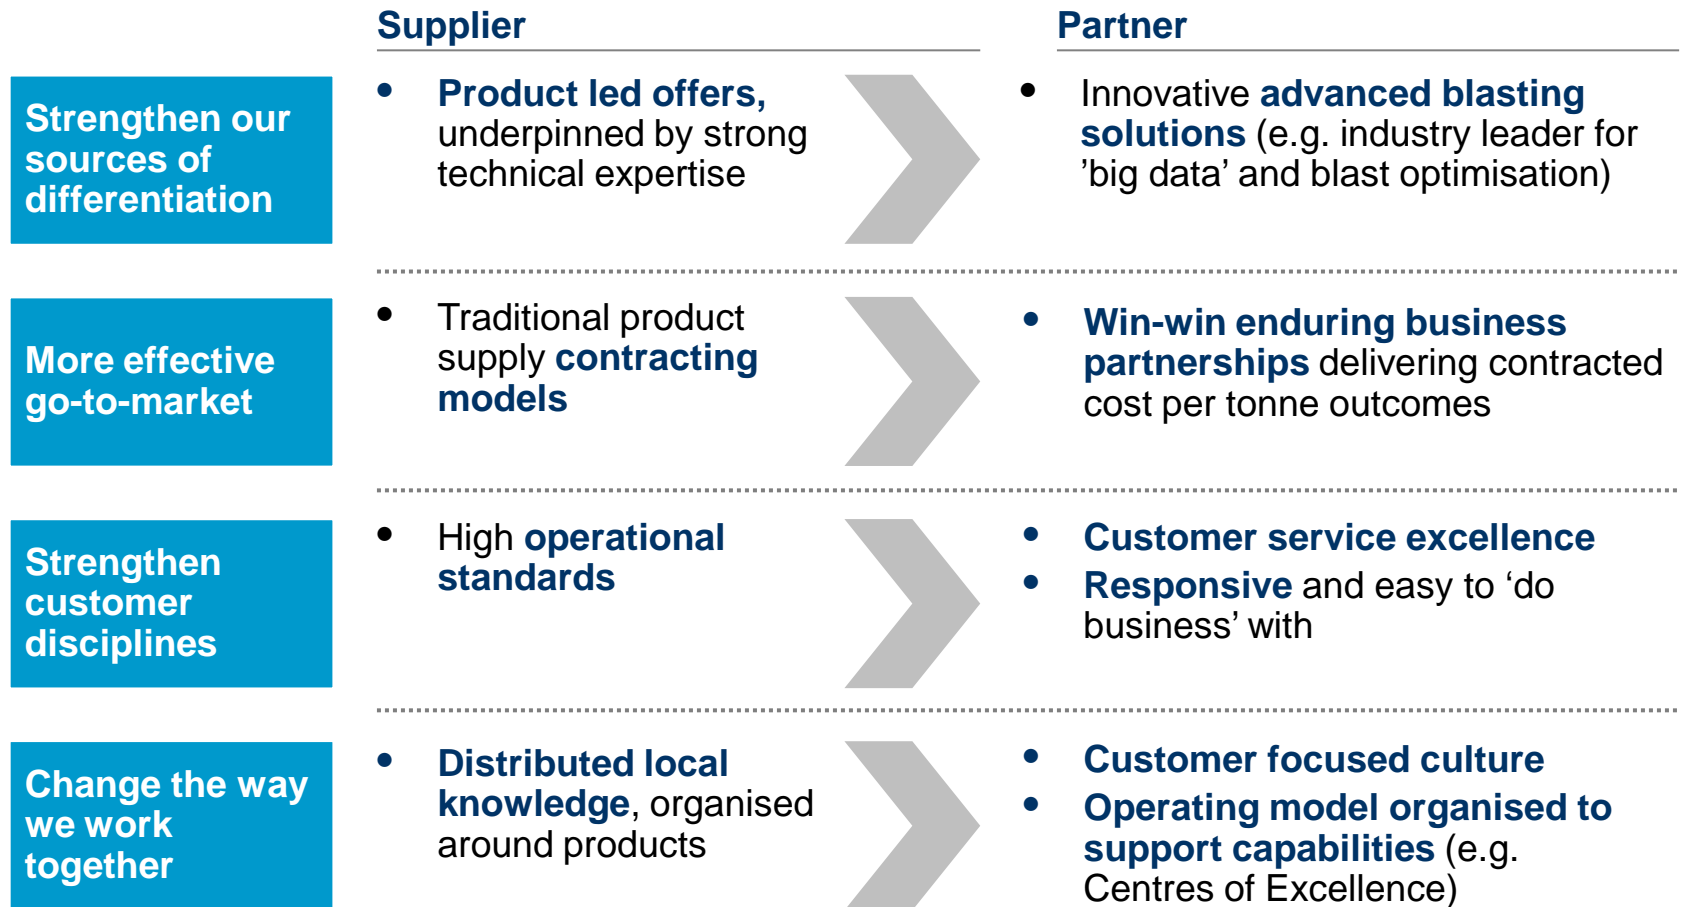 Supplier
Partner
Strengthen our
sources of
differentiation
• Product led offers,
underpinned by strong
technical expertise
• Innovative advanced blasting
solutions (e.g. industry leader for
’big data’ and blast optimisation)
More effective
go-to-market
• Traditional product
supply contracting
models
• Win-win enduring business
partnerships delivering contracted
cost per tonne outcomes
Strengthen
customer
disciplines
• High operational
standards
• Customer service excellence
• Responsive and easy to ‘do
business’ with
Change the way
we work
together
• Distributed local
knowledge, organised
around products
• Customer focused culture
• Operating model organised to
support capabilities (e.g.
Centres of Excellence)